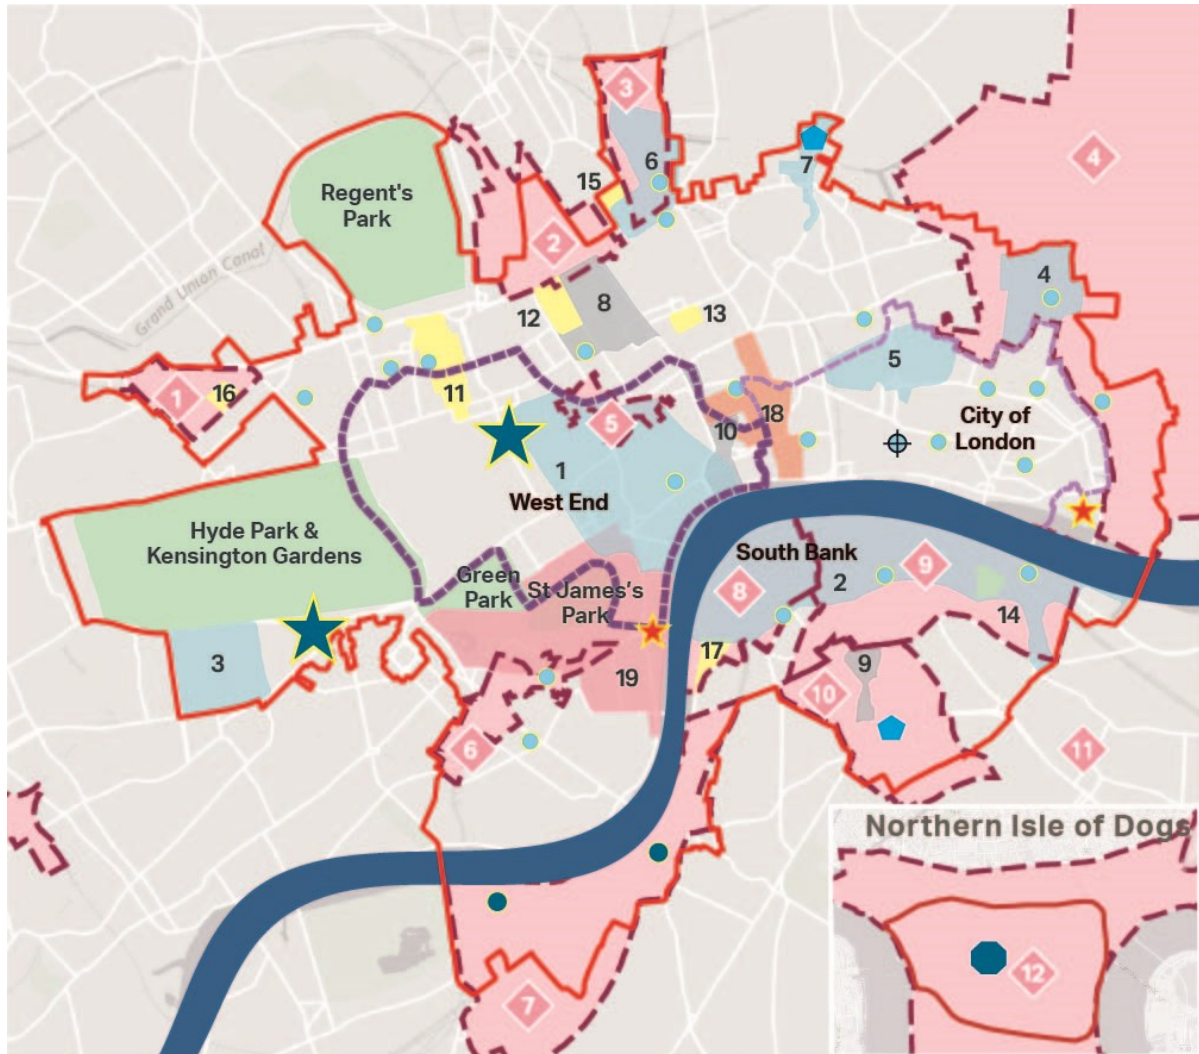 3
6
7
4
15
Regent's
Park
2
4
Grand Union Canal
8
12
13
5
1
16
11
5
18
10
City of
London
1
West End
Hyde Park &
Kensington Gardens
South Bank
Green
Park
St James's
Park
8
2
9
14
3
17
9
19
10
6
11
Northern Isle of Dogs
12
7